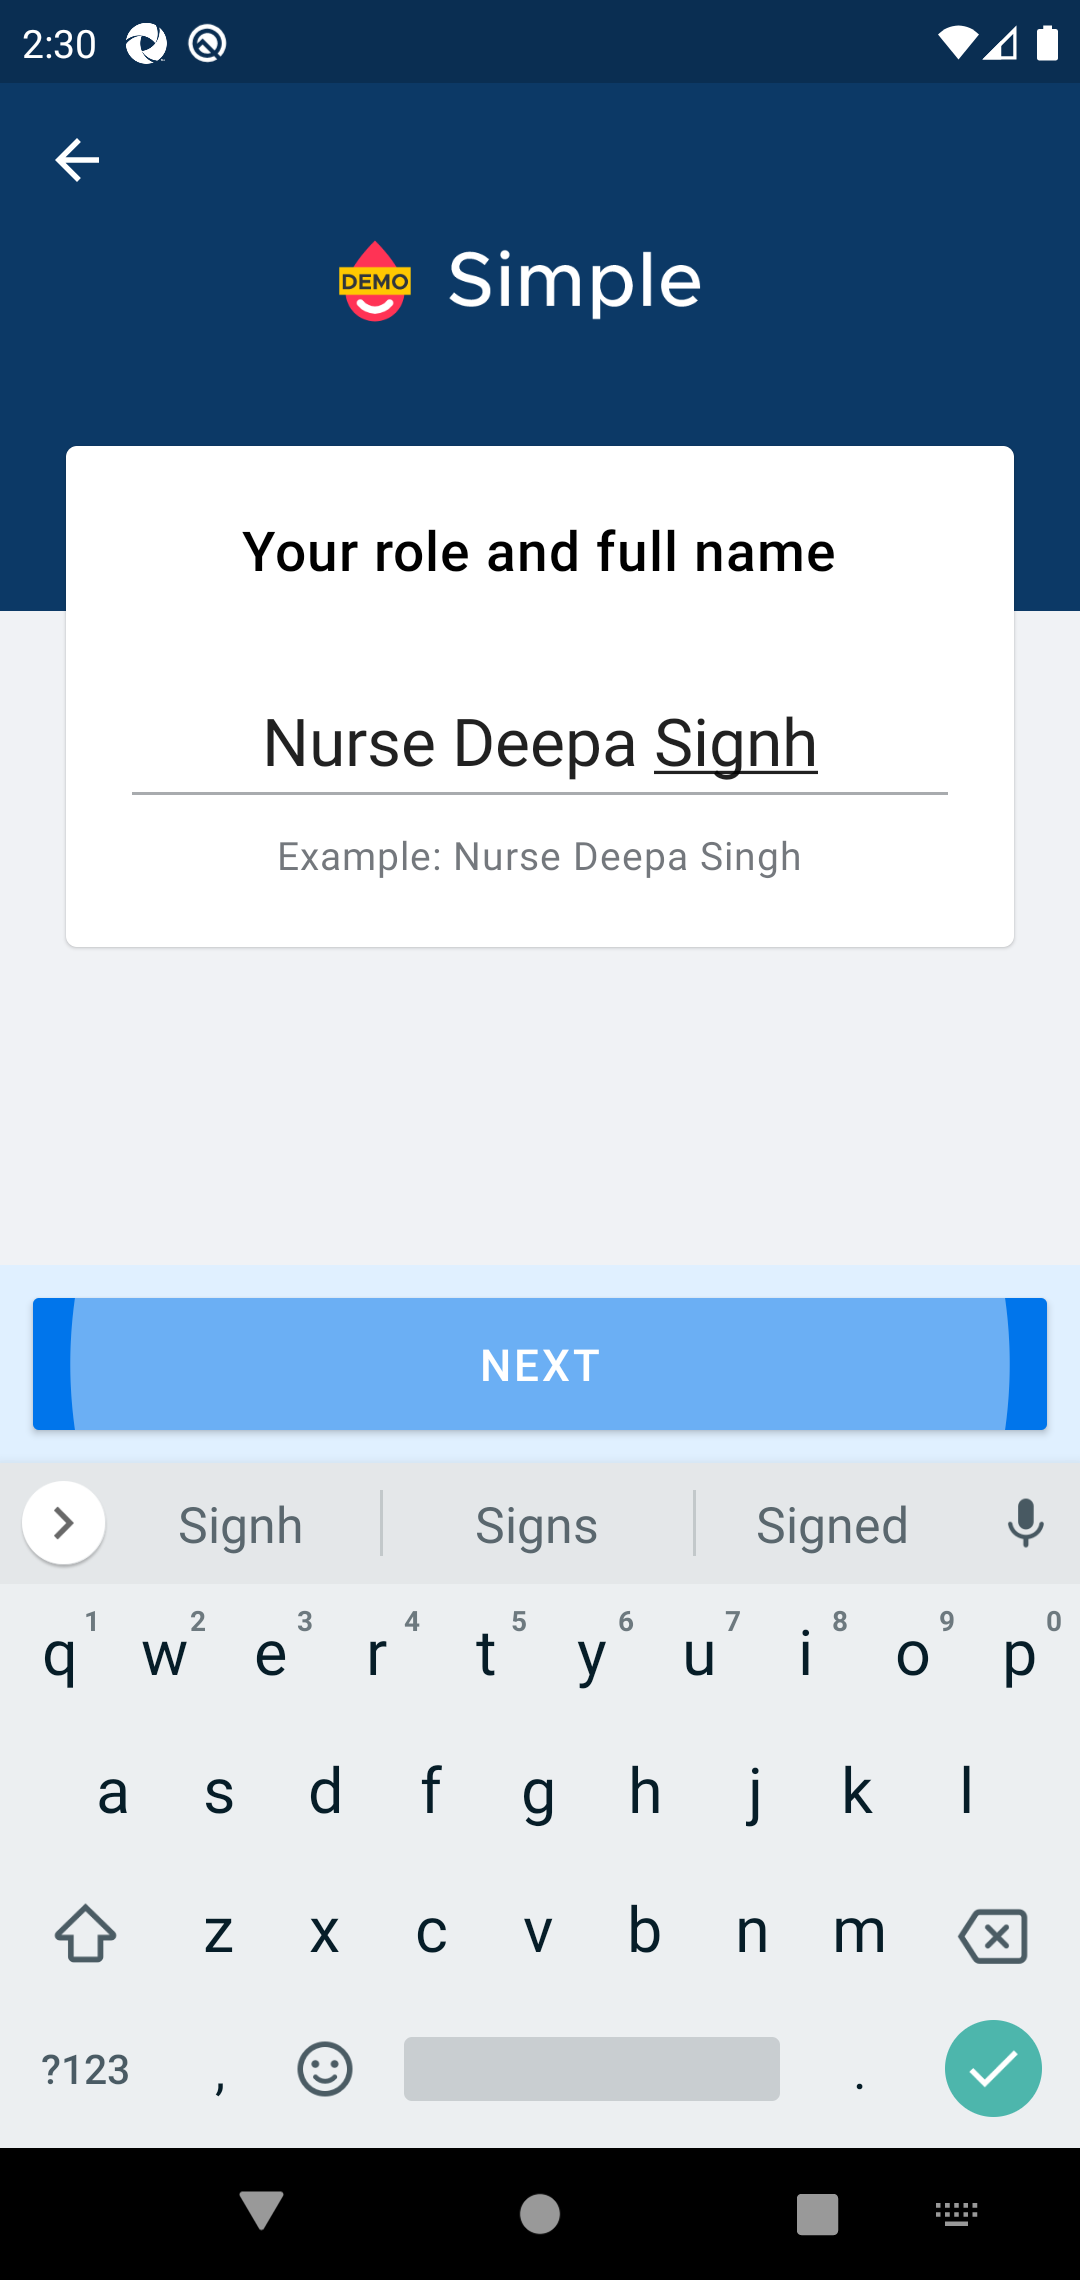 2:30
DEMO Simple
Your role and full name
Nurse Deepa Signh
Example: Nurse Deepa Singh
NEXT
Signh Signs Signed
1 2 3 4 5 6 7 8 9 0
q w e r t y u i o p
a s d f g h j k l
z x c v b n m
?123 , .